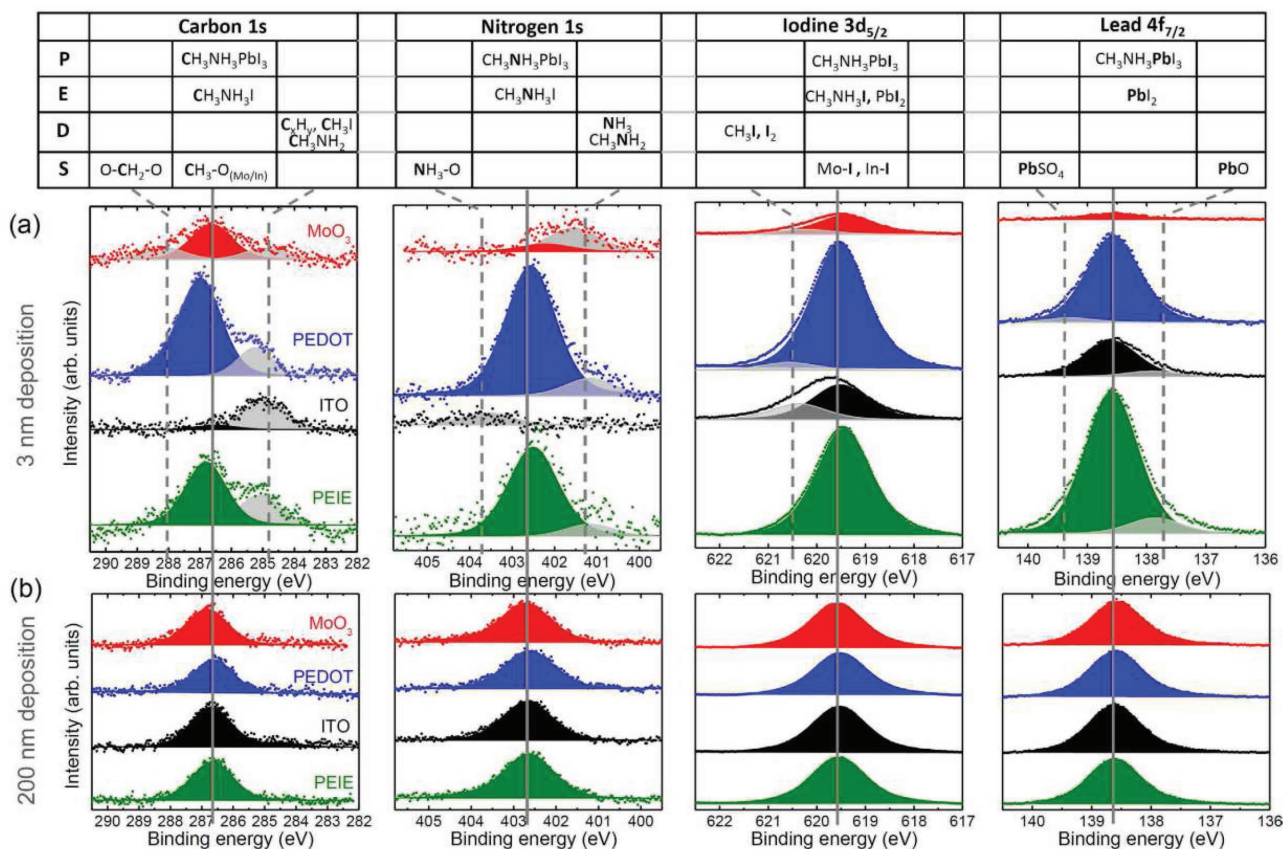 Carbon 1s Nitrogen 1s Iodine 3d5/2 Lead 4f7/2
P CH3NH3PbI3 CH3NH3PbI3 CH3NH3PbI3 CH3NH3PbI3
E CH3NH3I CH3NH3I CH3NH3I, PbI2 PbI2
D CxHy, CH3I NH3 CH3I, I2
CH3NH2 CH3NH2
S O-CH2-O CH3-O(Mo/In) NH3-O Mo-I , In-I PbSO4 PbO
(a)
3 nm deposition
Intensity (arb. units)
MoO3
PEDOT
ITO
PEIE
290 289 288 287 286 285 284 283 282
405 404 403 402 401 400
622 621 620 619 618 617
140 139 138 137 136
Binding energy (eV) Binding energy (eV) Binding energy (eV) Binding energy (eV)
(b)
200 nm deposition
Intensity (arb. units)
MoO3
PEDOT
ITO
PEIE
290 289 288 287 286 285 284 283 282
405 404 403 402 401 400
622 621 620 619 618 617
140 139 138 137 136
Binding energy (eV) Binding energy (eV) Binding energy (eV) Binding energy (eV)